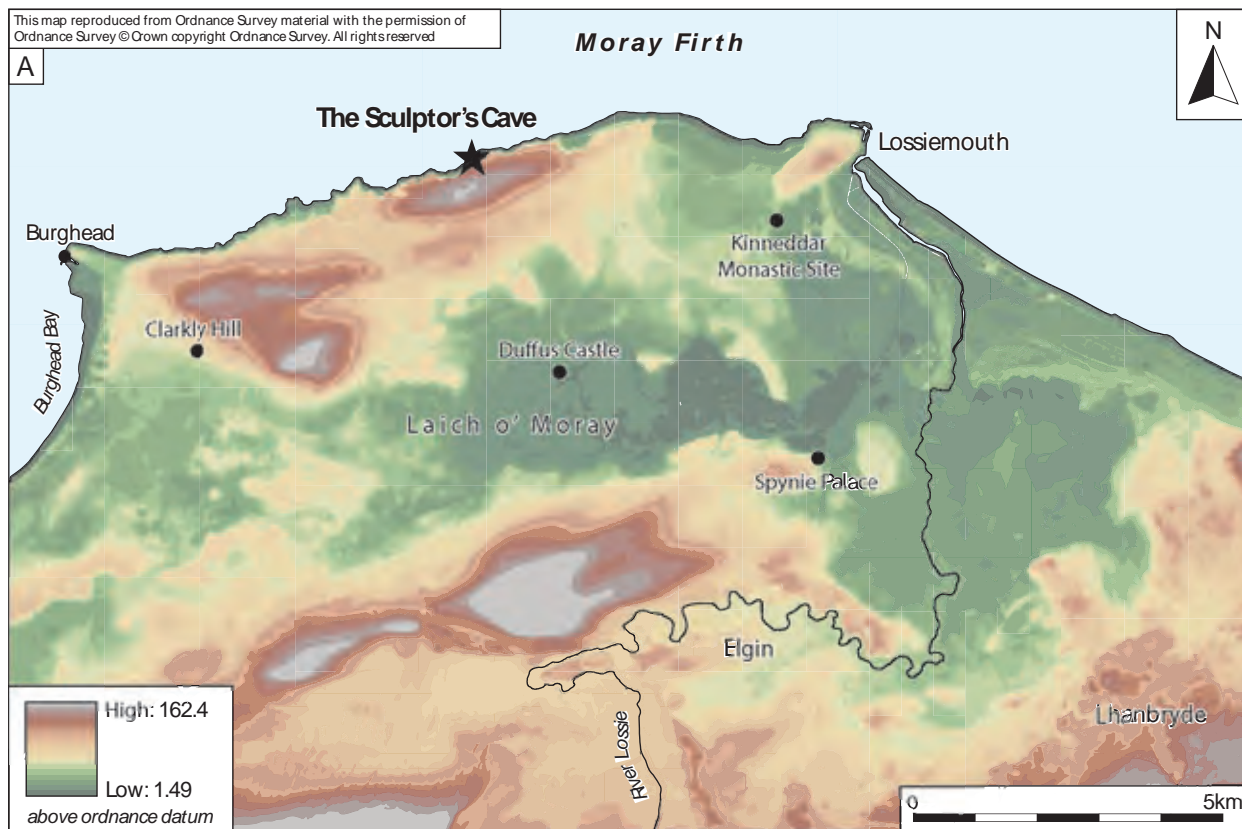 This map reproduced from Ordnance Survey material with the permission of
Ordnance Survey © Crown copyright Ordnance Survey. All rights reserved
A
Moray Firth
N
The Sculptor's Cave
Lossiemouth
Burghead
Kinneddar
Monastic Site
Clarkly Hill
Burghead Bay
Duffus Castle
Laich o' Moray
Spynie Palace
Elgin
River Lossie
Lhanbryde
High: 162.4
Low: 1.49
above ordnance datum
0
5km